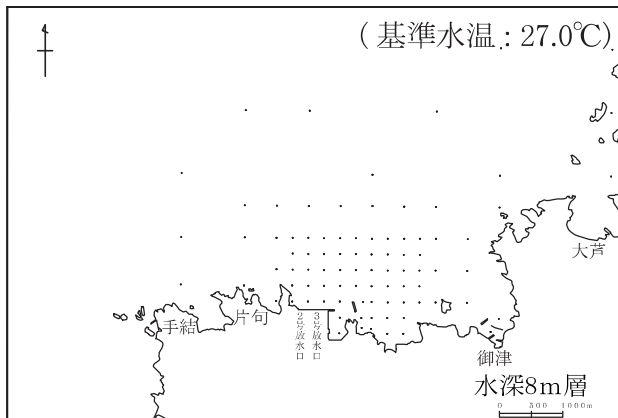 (基準水温:27.0℃)
大芦
手結
片句
2号放水口
3号放水口
御津
水深8m層
0 500 1000m